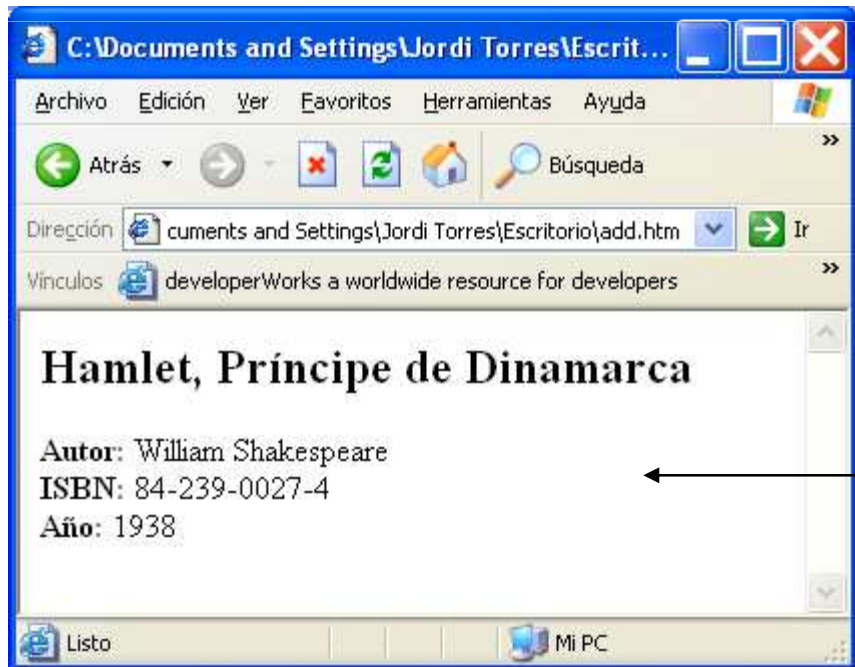 C:\Documents and Settings\Jordi Torres\Escrit...
Archivo Edición Ver Favoritos Herramientas Ayuda
Atrás Búsqueda
Dirección cuments and Settings\Jordi Torres\Escritorio\add.htm Ir
Vínculos developerWorks a worldwide resource for developers
Hamlet, Príncipe de Dinamarca
Autor: William Shakespeare
ISBN: 84-239-0027-4
Año: 1938
Listo Mi PC